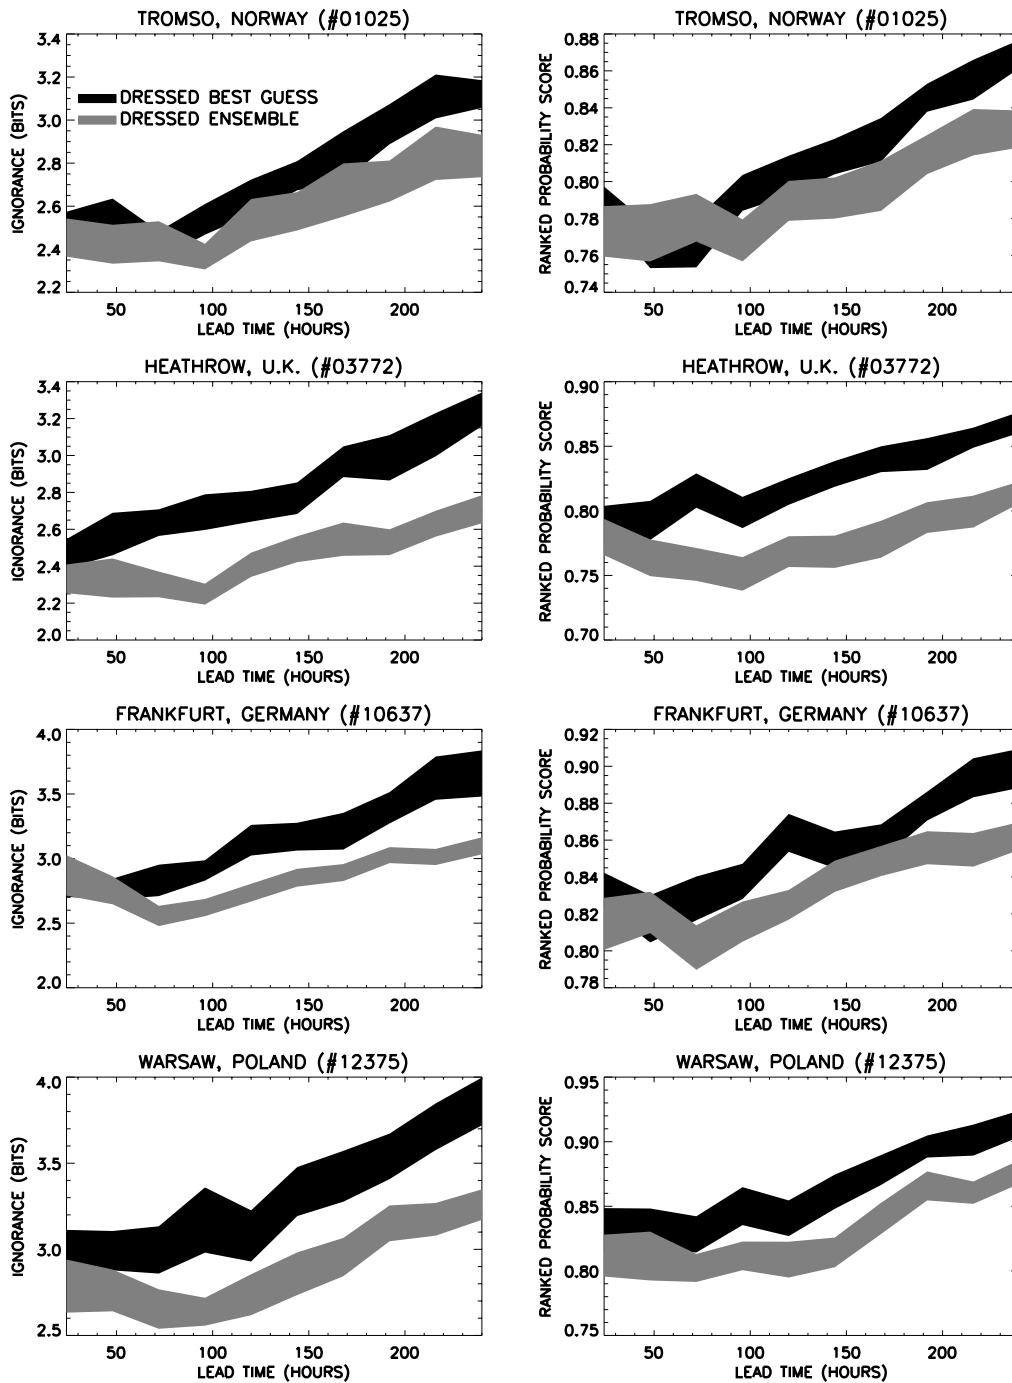 TROMSO, NORWAY (#01025)
3.4
3.2
3.0
2.8
2.6
2.4
2.2
IGNORANCE (BITS)
DRESSED BEST GUESS
DRESSED ENSEMBLE
50 100 150 200
LEAD TIME (HOURS)
TROMSO, NORWAY (#01025)
0.88
0.86
0.84
0.82
0.80
0.78
0.76
0.74
RANKED PROBABILITY SCORE
50 100 150 200
LEAD TIME (HOURS)
HEATHROW, U.K. (#03772)
3.4
3.2
3.0
2.8
2.6
2.4
2.2
2.0
IGNORANCE (BITS)
50 100 150 200
LEAD TIME (HOURS)
HEATHROW, U.K. (#03772)
0.90
0.85
0.80
0.75
0.70
RANKED PROBABILITY SCORE
50 100 150 200
LEAD TIME (HOURS)
FRANKFURT, GERMANY (#10637)
4.0
3.5
3.0
2.5
2.0
IGNORANCE (BITS)
50 100 150 200
LEAD TIME (HOURS)
FRANKFURT, GERMANY (#10637)
0.92
0.90
0.88
0.86
0.84
0.82
0.80
0.78
RANKED PROBABILITY SCORE
50 100 150 200
LEAD TIME (HOURS)
WARSAW, POLAND (#12375)
4.0
3.5
3.0
2.5
IGNORANCE (BITS)
50 100 150 200
LEAD TIME (HOURS)
WARSAW, POLAND (#12375)
0.95
0.90
0.85
0.80
0.75
RANKED PROBABILITY SCORE
50 100 150 200
LEAD TIME (HOURS)